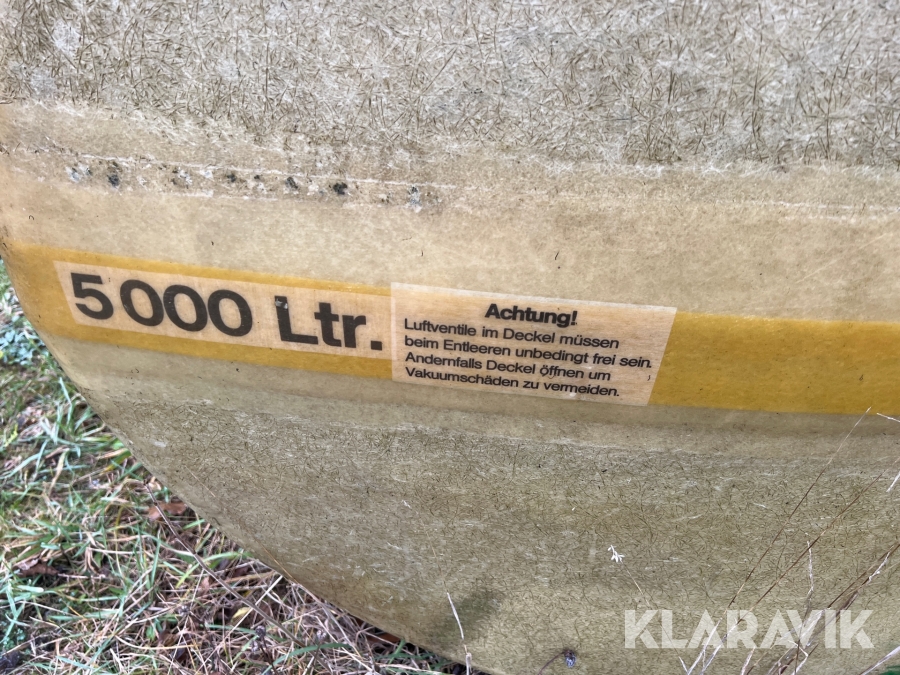 5000 Ltr.
Achtung!
Luftventile im Deckel müssen
beim Entleeren unbedingt frei sein.
Andernfalls Deckel öffnen um
Vakuumschäden zu vermeiden.
KLARAVIK